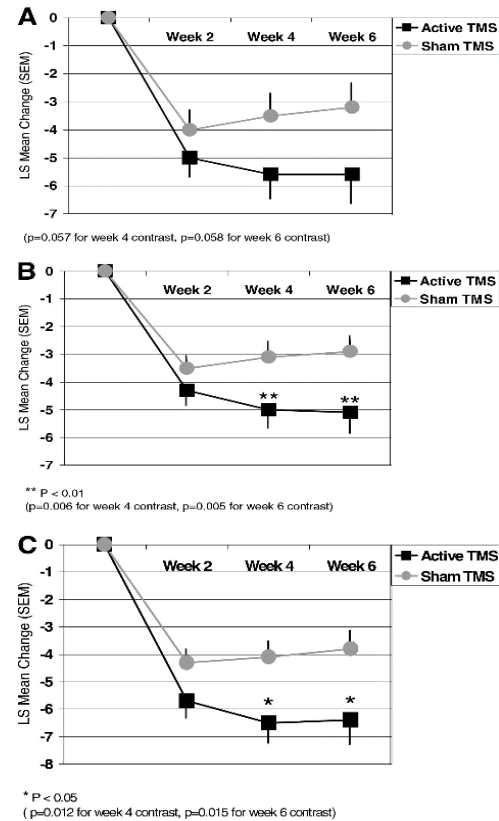 A
Active TMS
Sham TMS
LS Mean Change (SEM)
0
-1
-2
-3
-4
-5
-6
-7
Week 2 Week 4 Week 6
(p=0.057 for week 4 contrast, p=0.058 for week 6 contrast)
B
Active TMS
Sham TMS
LS Mean Change (SEM)
0
-1
-2
-3
-4
-5
-6
-7
Week 2 Week 4 Week 6
** **
** P < 0.01
(p=0.006 for week 4 contrast, p=0.005 for week 6 contrast)
C
Active TMS
Sham TMS
LS Mean Change (SEM)
0
-1
-2
-3
-4
-5
-6
-7
-8
Week 2 Week 4 Week 6
* *
* P < 0.05
( p=0.012 for week 4 contrast, p=0.015 for week 6 contrast)